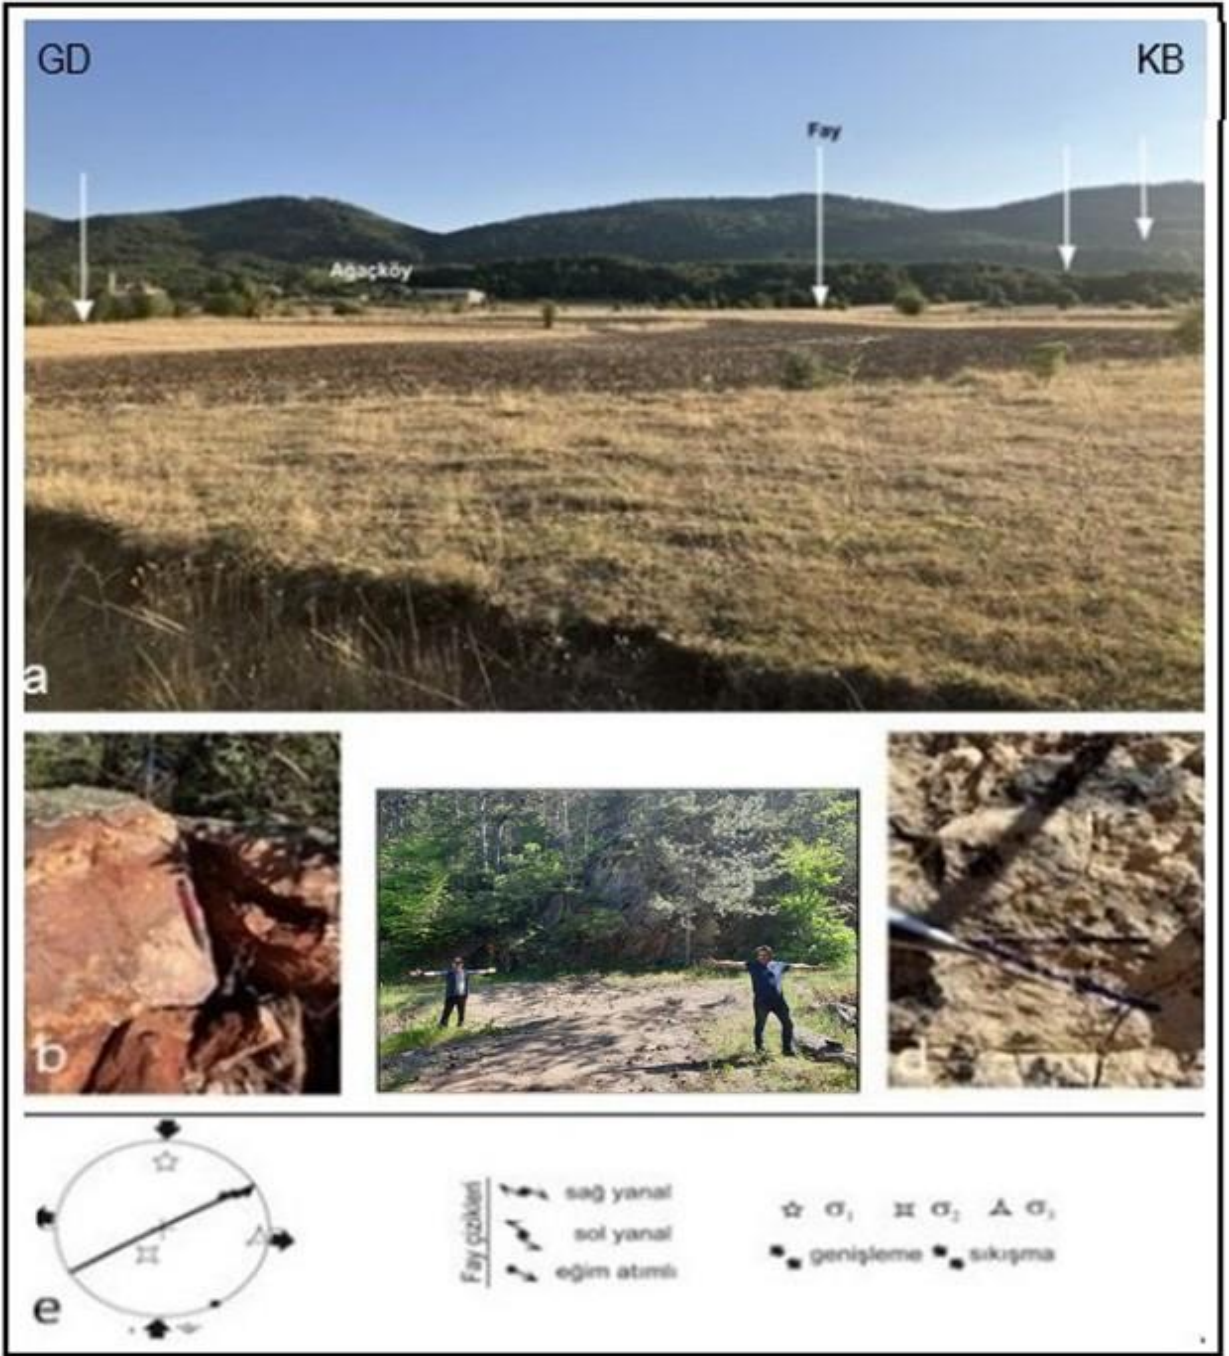 GD
KB
Fay
Ağaçköy
a
b
d
e
Fay çizikleri
sağ yanal
sol yanal
eğim atımlı
σ1 σ2 σ3
genişleme sıkışma